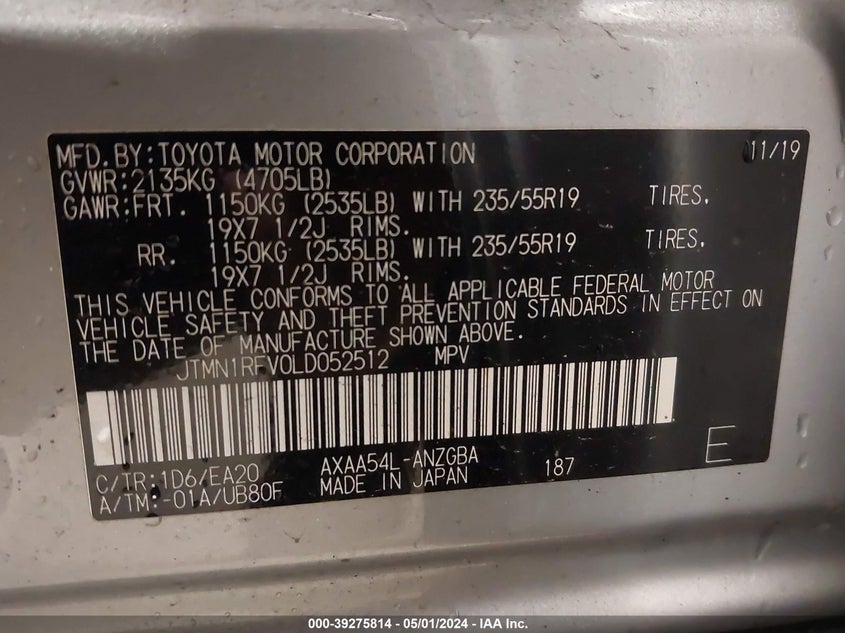 MFD.BY:TOYOTA MOTOR CORPORATION 11/19
GVWR:2135KG (4705LB)
GAWR:FRT. 1150KG (2535LB) WITH 235/55R19 TIRES,
19X7 1/2J RIMS.
RR. 1150KG (2535LB) WITH 235/55R19 TIRES,
19X7 1/2J RIMS.
THIS VEHICLE CONFORMS TO ALL APPLICABLE FEDERAL MOTOR
VEHICLE SAFETY AND THEFT PREVENTION STANDARDS IN EFFECT ON
THE DATE OF MANUFACTURE SHOWN ABOVE.
JTMN1RFV0LD052512 MPV
C/TR:1D6/EA20 AXAA54L-ANZGBA 187 E
A/TM:-01A/UB80F MADE IN JAPAN
000-39275814 - 05/01/2024 - IAA Inc.